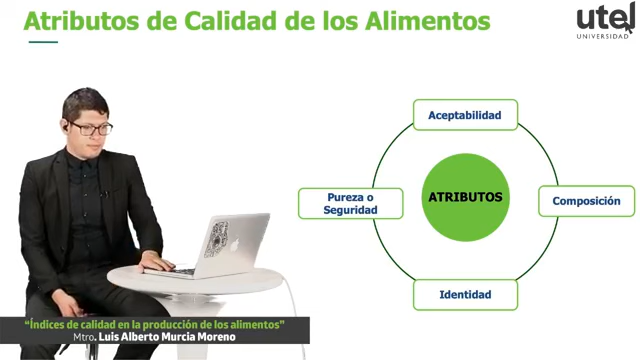 Atributos de Calidad de los Alimentos
utel
UNIVERSIDAD
Aceptabilidad
Pureza o
Seguridad
ATRIBUTOS
Composición
Identidad
“Índices de calidad en la producción de los alimentos”
Mtro. Luis Alberto Murcia Moreno